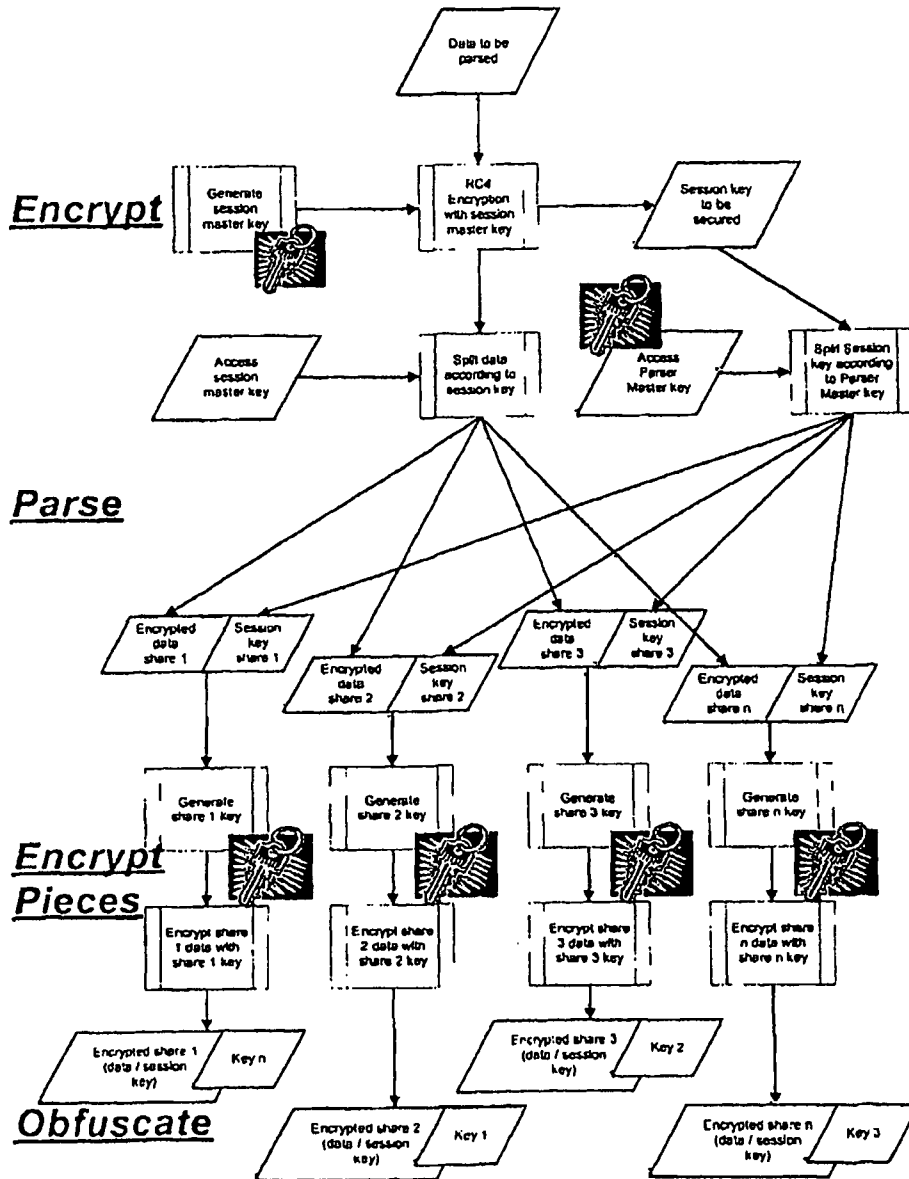 Data to be
parsed
Encrypt
Generate
session
master key
RC4
Encryption
with session
master key
Session key
to be
secured
Access
session
master key
Split data
according to
session key
Access
Parser
Master key
Split Session
key according
to Parser
Master key
Parse
Encrypted
data
share 1
Session
key
share 1
Encrypted
data
share 2
Session
key
share 2
Encrypted
data
share 3
Session
key
share 3
Encrypted
data
share n
Session
key
share n
Encrypt
Pieces
Generate
share 1 key
Generate
share 2 key
Generate
share 3 key
Generate
share n key
Encrypt share
1 data with
share 1 key
Encrypt share
2 data with
share 2 key
Encrypt share
3 data with
share 3 key
Encrypt share
n data with
share n key
Obfuscate
Encrypted share 1
(data / session
key)
Key n
Encrypted share 2
(data / session
key)
Key 1
Encrypted share 3
(data / session
key)
Key 2
Encrypted share n
(data / session
key)
Key 3